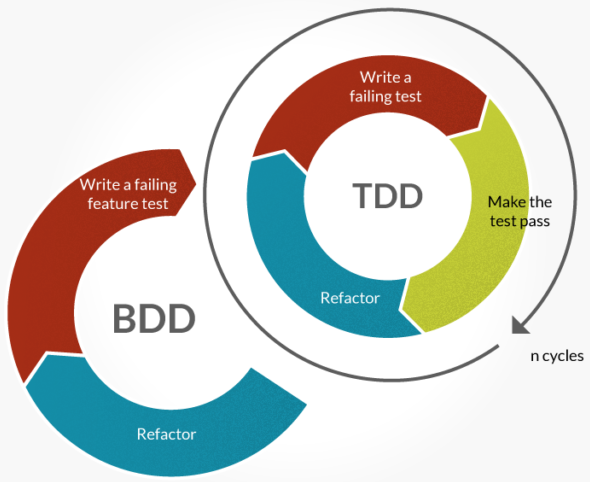 Write a
failing test
TDD
Make the
test pass
Refactor
n cycles
Write a failing
feature test
BDD
Refactor